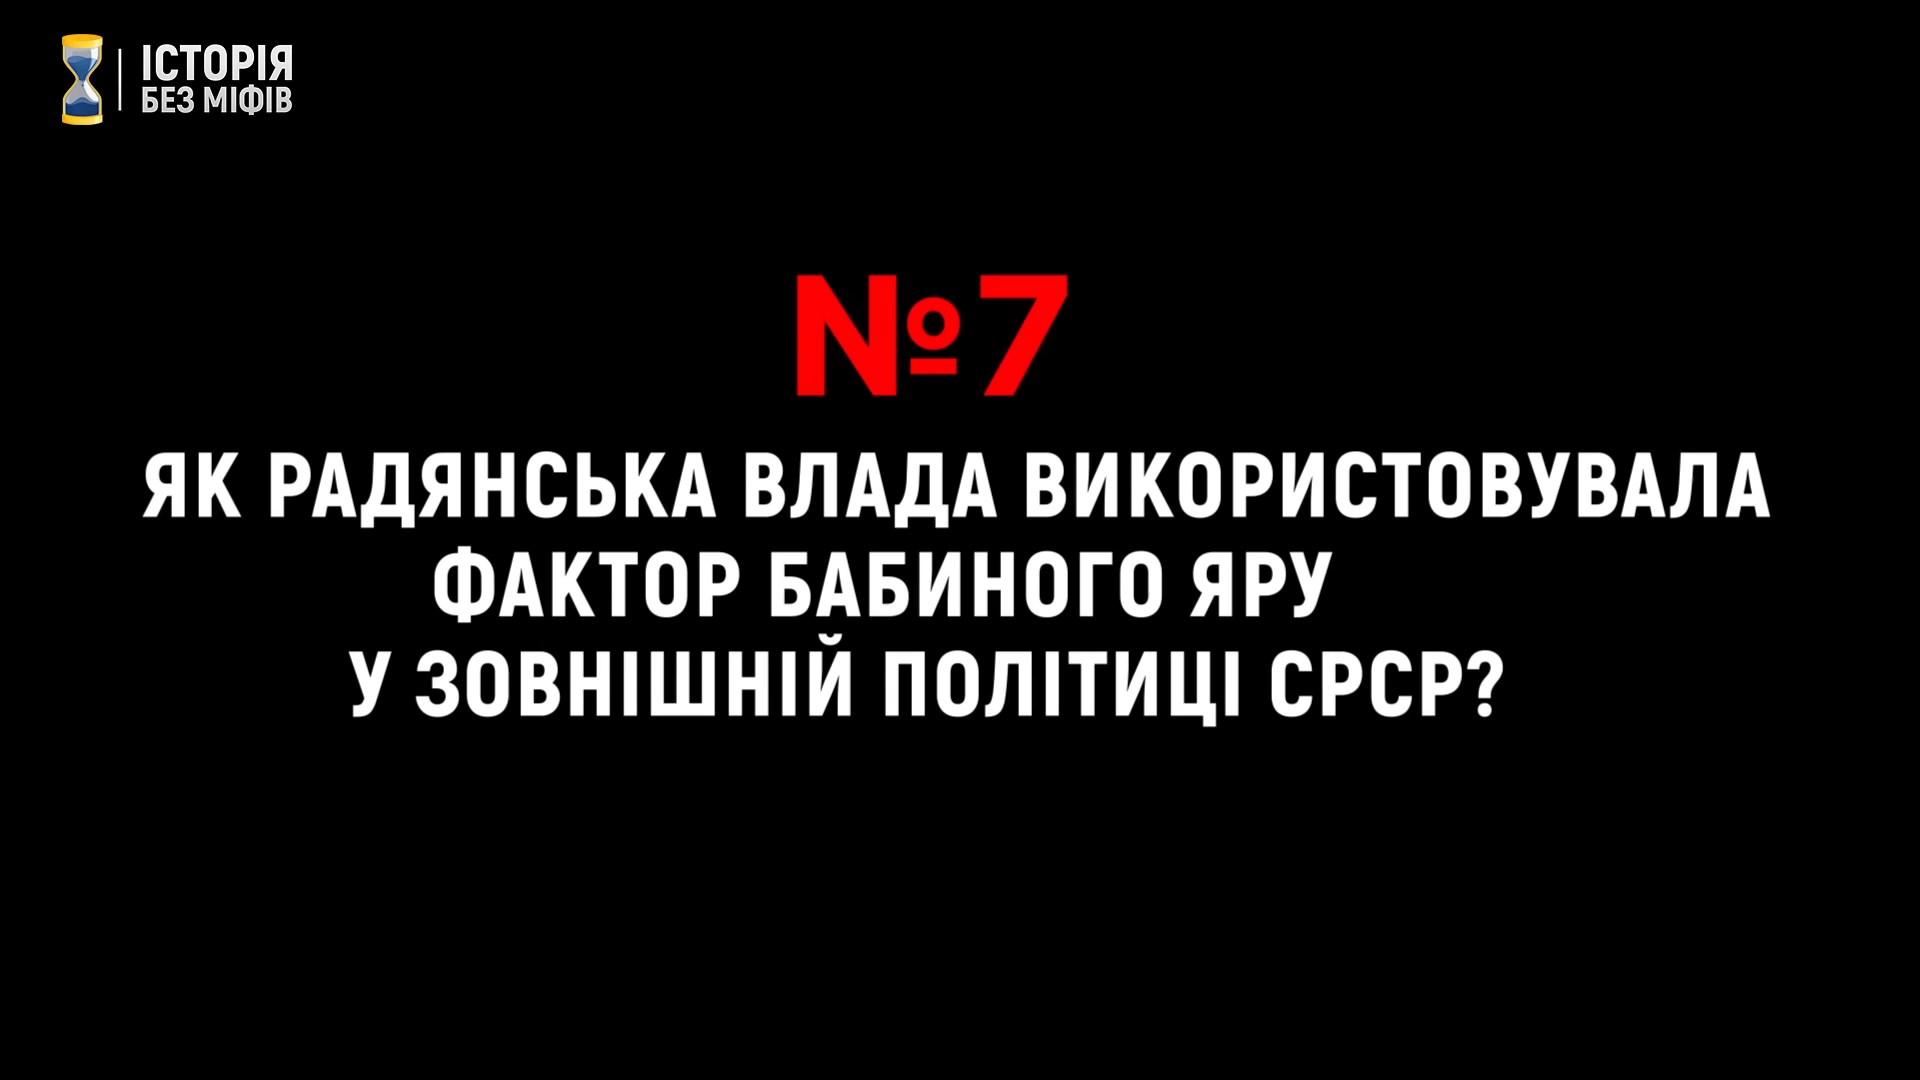 ІСТОРІЯ
БЕЗ МІФІВ
№7
ЯК РАДЯНСЬКА ВЛАДА ВИКОРИСТОВУВАЛА
ФАКТОР БАБИНОГО ЯРУ
У ЗОВНІШНІЙ ПОЛІТИЦІ СРСР?